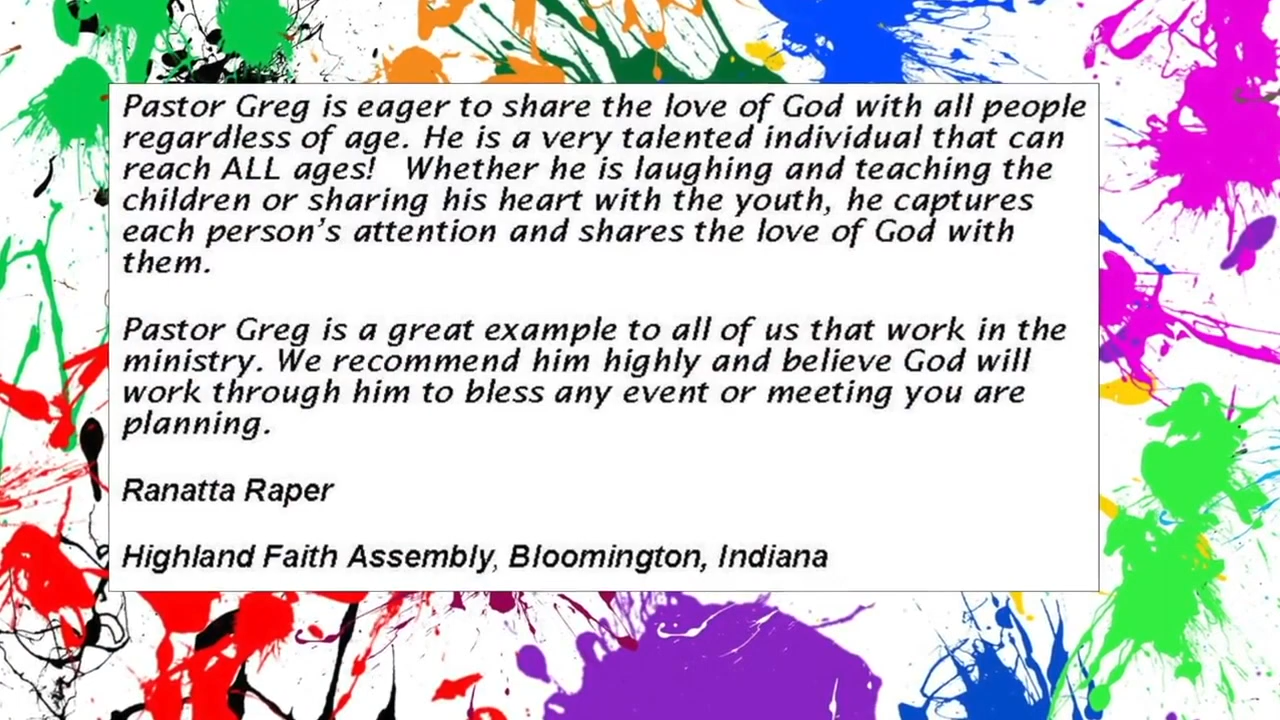 Pastor Greg is eager to share the love of God with all people
regardless of age. He is a very talented individual that can
reach ALL ages!   Whether he is laughing and teaching the
children or sharing his heart with the youth, he captures
each person’s attention and shares the love of God with
them.
Pastor Greg is a great example to all of us that work in the
ministry. We recommend him highly and believe God will
work through him to bless any event or meeting you are
planning.
Ranatta Raper
Highland Faith Assembly, Bloomington, Indiana